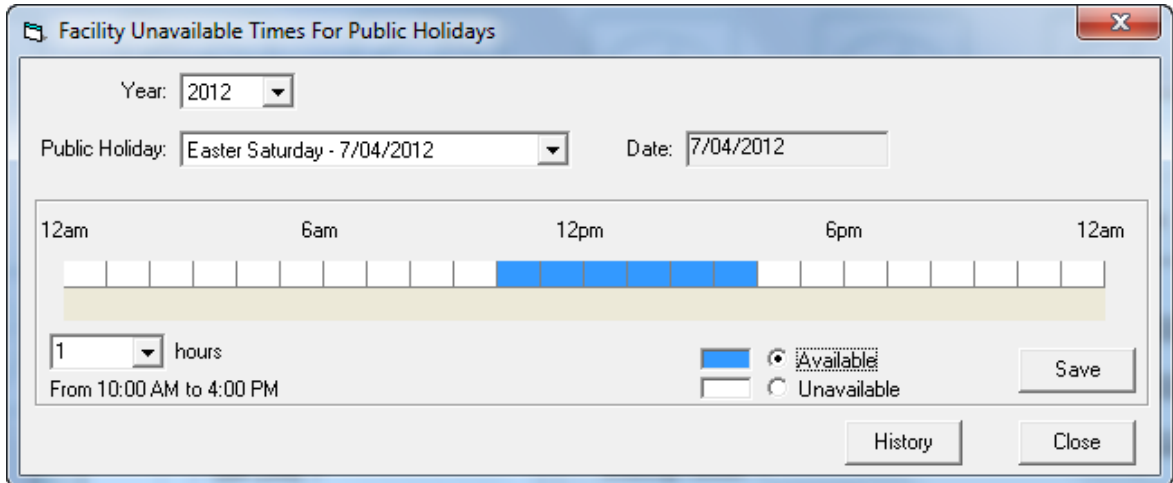 Facility Unavailable Times For Public Holidays
Year: 2012
Public Holiday: Easter Saturday - 7/04/2012 Date: 7/04/2012
12am 6am 12pm 6pm 12am
1 hours
Available
Save
From 10:00 AM to 4:00 PM
Unavailable
History Close